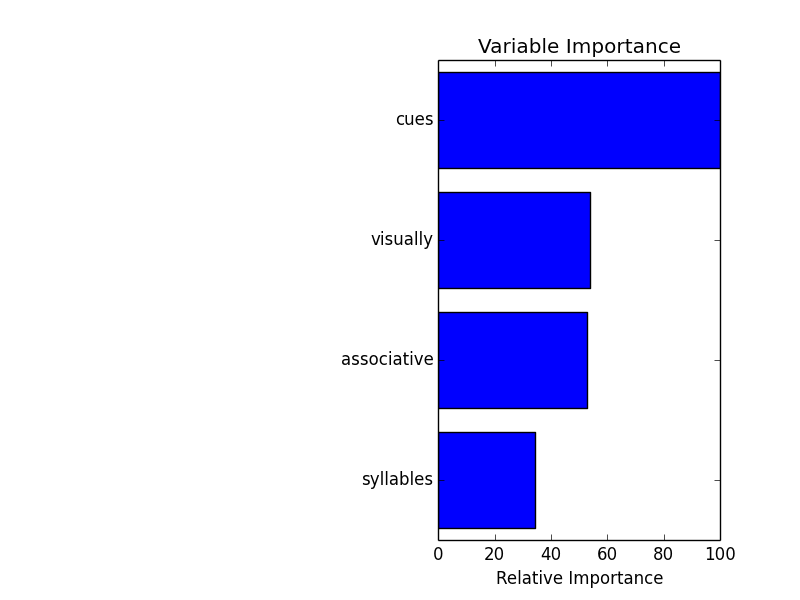 Variable Importance
cues
visually
associative
syllables
0 20 40 60 80 100
Relative Importance